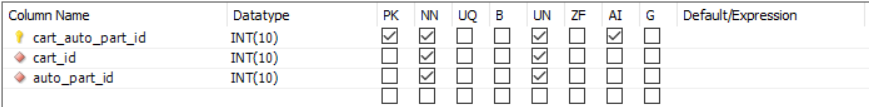 Column Name Datatype PK NN UQ B UN ZF AI G Default/Expression
cart_auto_part_id INT(10)
cart_id INT(10)
auto_part_id INT(10)